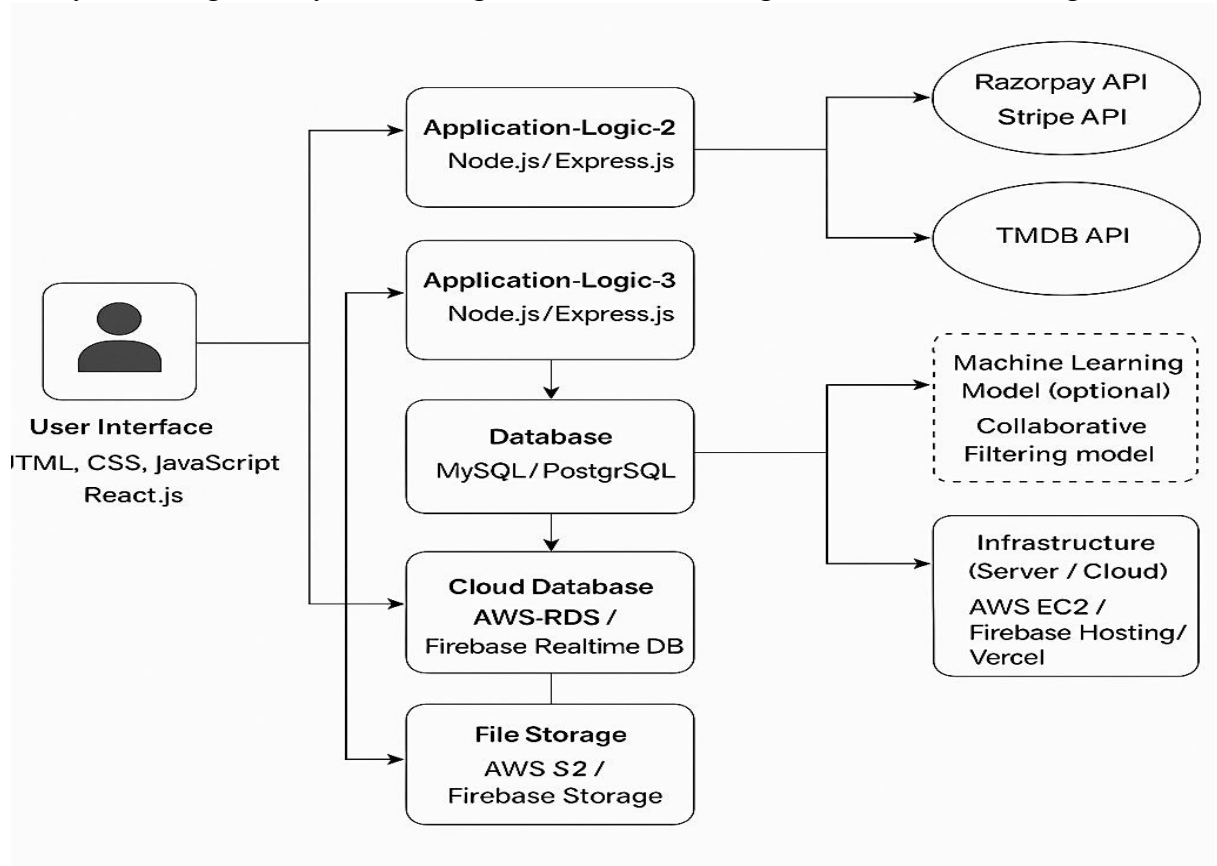 Application-Logic-2
Node.js/Express.js
Razorpay API
Stripe API
TMDB API
Application-Logic-3
Node.js/Express.js
User Interface
CSS, JavaScript
React.js
Database
MySQL/PostgrSQL
Machine Learning
Model (optional)
Collaborative
Filtering model
Cloud Database
AWS-RDS /
Firebase Realtime DB
Infrastructure
(Server / Cloud)
AWS EC2 /
Firebase Hosting/
Vercel
File Storage
AWS S2 /
Firebase Storage